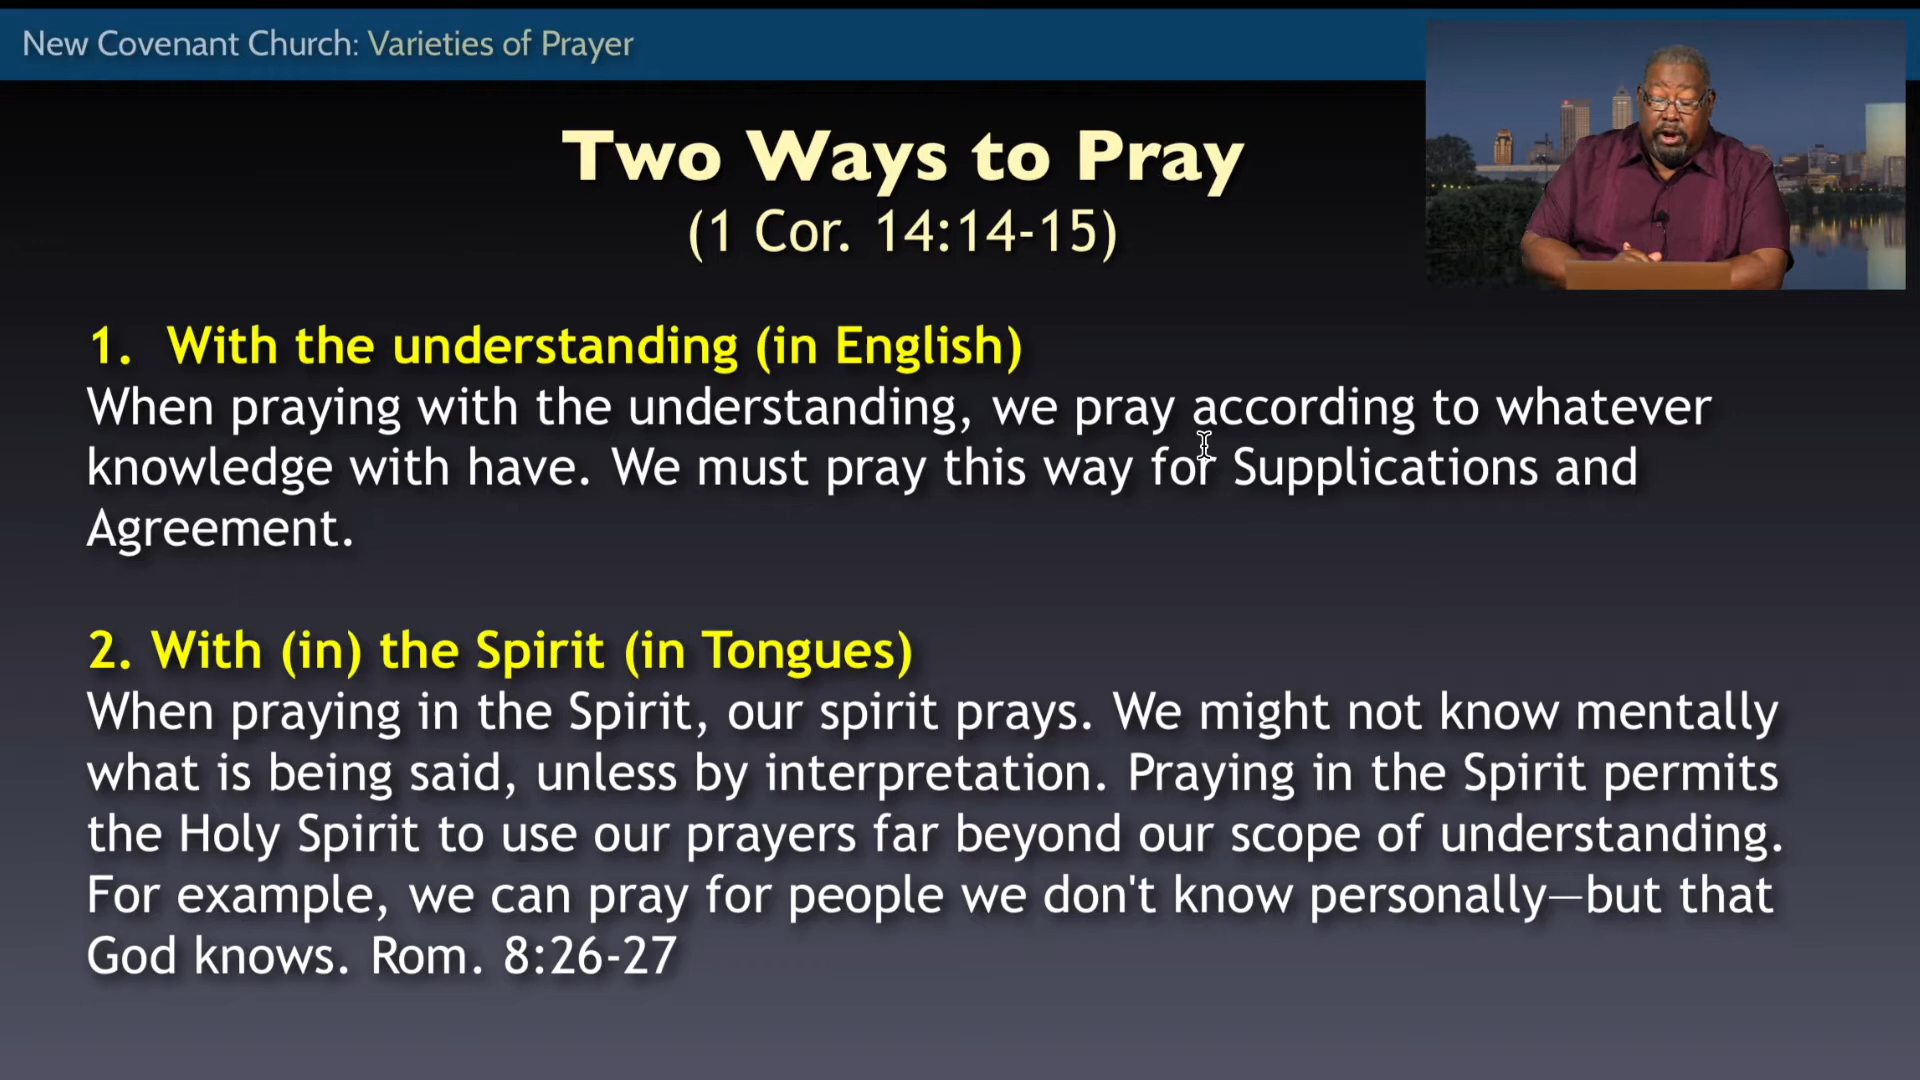 New Covenant Church: Varieties of Prayer
Two Ways to Pray
(1 Cor. 14:14-15)
1. With the understanding (in English)
When praying with the understanding, we pray according to whatever
knowledge with have. We must pray this way for Supplications and
Agreement.
2. With (in) the Spirit (in Tongues)
When praying in the Spirit, our spirit prays. We might not know mentally
what is being said, unless by interpretation. Praying in the Spirit permits
the Holy Spirit to use our prayers far beyond our scope of understanding.
For example, we can pray for people we don't know personally—but that
God knows. Rom. 8:26-27